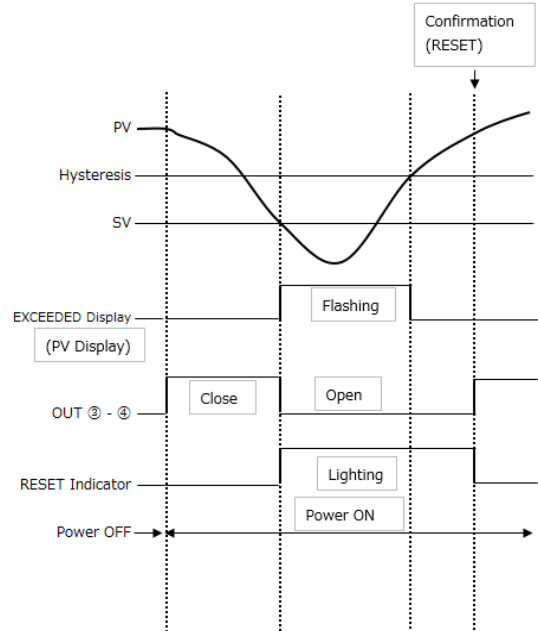 Confirmation
(RESET)
PV
Hysteresis
SV
EXCEEDED Display
Flashing
(PV Display)
Close
Open
OUT ③ - ④
Lighting
RESET Indicator
Power ON
Power OFF